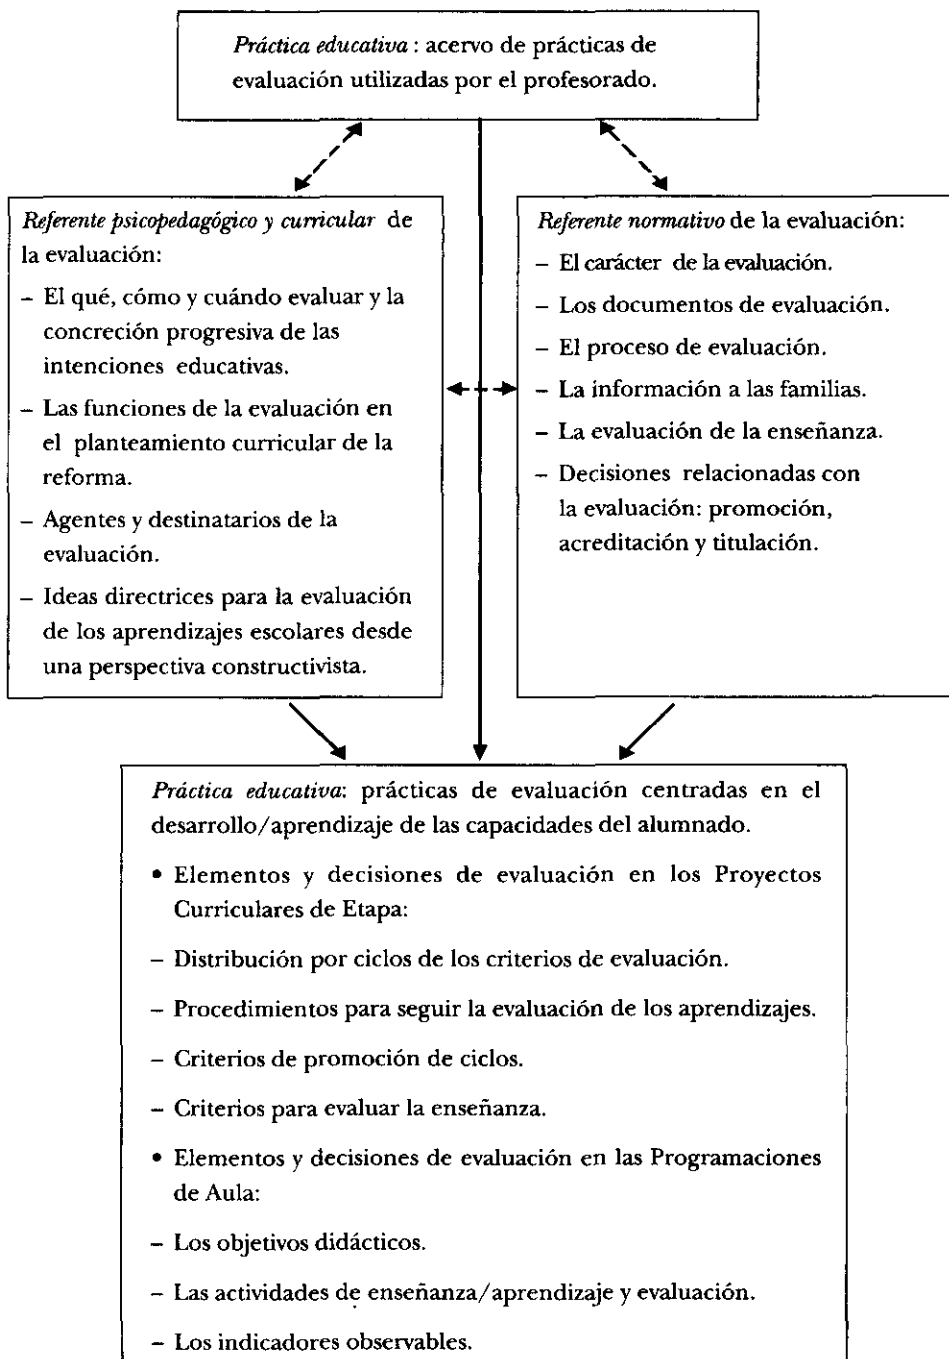 Práctica educativa : acervo de prácticas de
evaluación utilizadas por el profesorado.
Referente psicopedagógico y curricular de
la evaluación:
– El qué, cómo y cuándo evaluar y la
concreción progresiva de las
intenciones educativas.
– Las funciones de la evaluación en
el planteamiento curricular de la
reforma.
– Agentes y destinatarios de la
evaluación.
– Ideas directrices para la evaluación
de los aprendizajes escolares desde
una perspectiva constructivista.
Referente normativo de la evaluación:
– El carácter de la evaluación.
– Los documentos de evaluación.
– El proceso de evaluación.
– La información a las familias.
– La evaluación de la enseñanza.
– Decisiones relacionadas con
la evaluación: promoción,
acreditación y titulación.
Práctica educativa: prácticas de evaluación centradas en el
desarrollo/aprendizaje de las capacidades del alumnado.
• Elementos y decisiones de evaluación en los Proyectos
Curriculares de Etapa:
– Distribución por ciclos de los criterios de evaluación.
– Procedimientos para seguir la evaluación de los aprendizajes.
– Criterios de promoción de ciclos.
– Criterios para evaluar la enseñanza.
• Elementos y decisiones de evaluación en las Programaciones
de Aula:
– Los objetivos didácticos.
– Las actividades de enseñanza/aprendizaje y evaluación.
– Los indicadores observables.